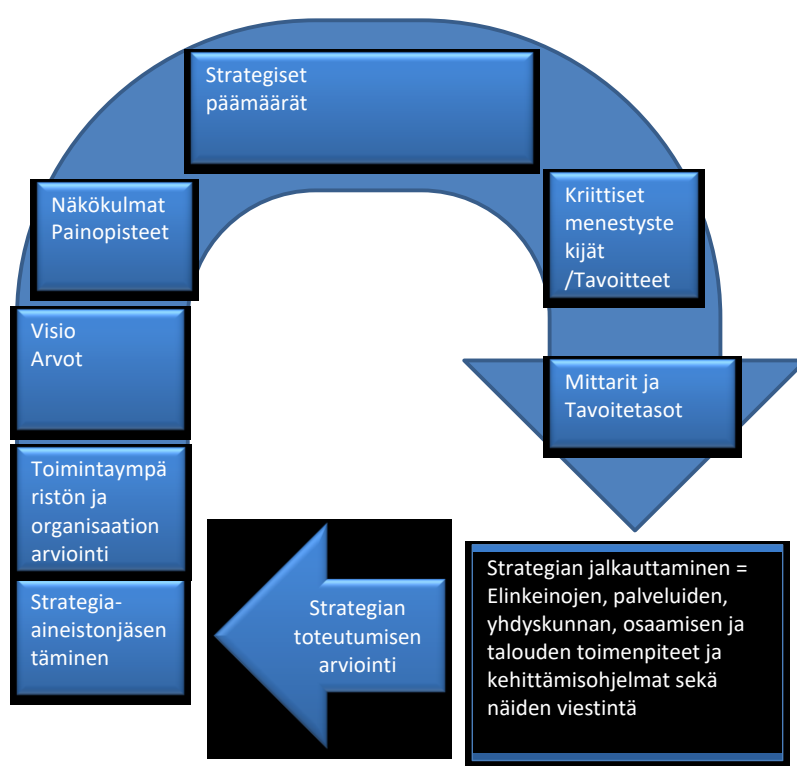 Strategiset
päämäärät
Näkökulmat
Painopisteet
Kriittiset
menestyste
kijät
/Tavoitteet
Visio
Arvot
Mittarit ja
Tavoitetasot
Toimintaympä
ristön ja
organisaation
arviointi
Strategia-
aineistonjäsen
täminen
Strategian
toteutumisen
arviointi
Strategian jalkauttaminen =
Elinkeinojen, palveluiden,
yhdyskunnan, osaamisen ja
talouden toimenpiteet ja
kehittämisohjelmat sekä
näiden viestintä